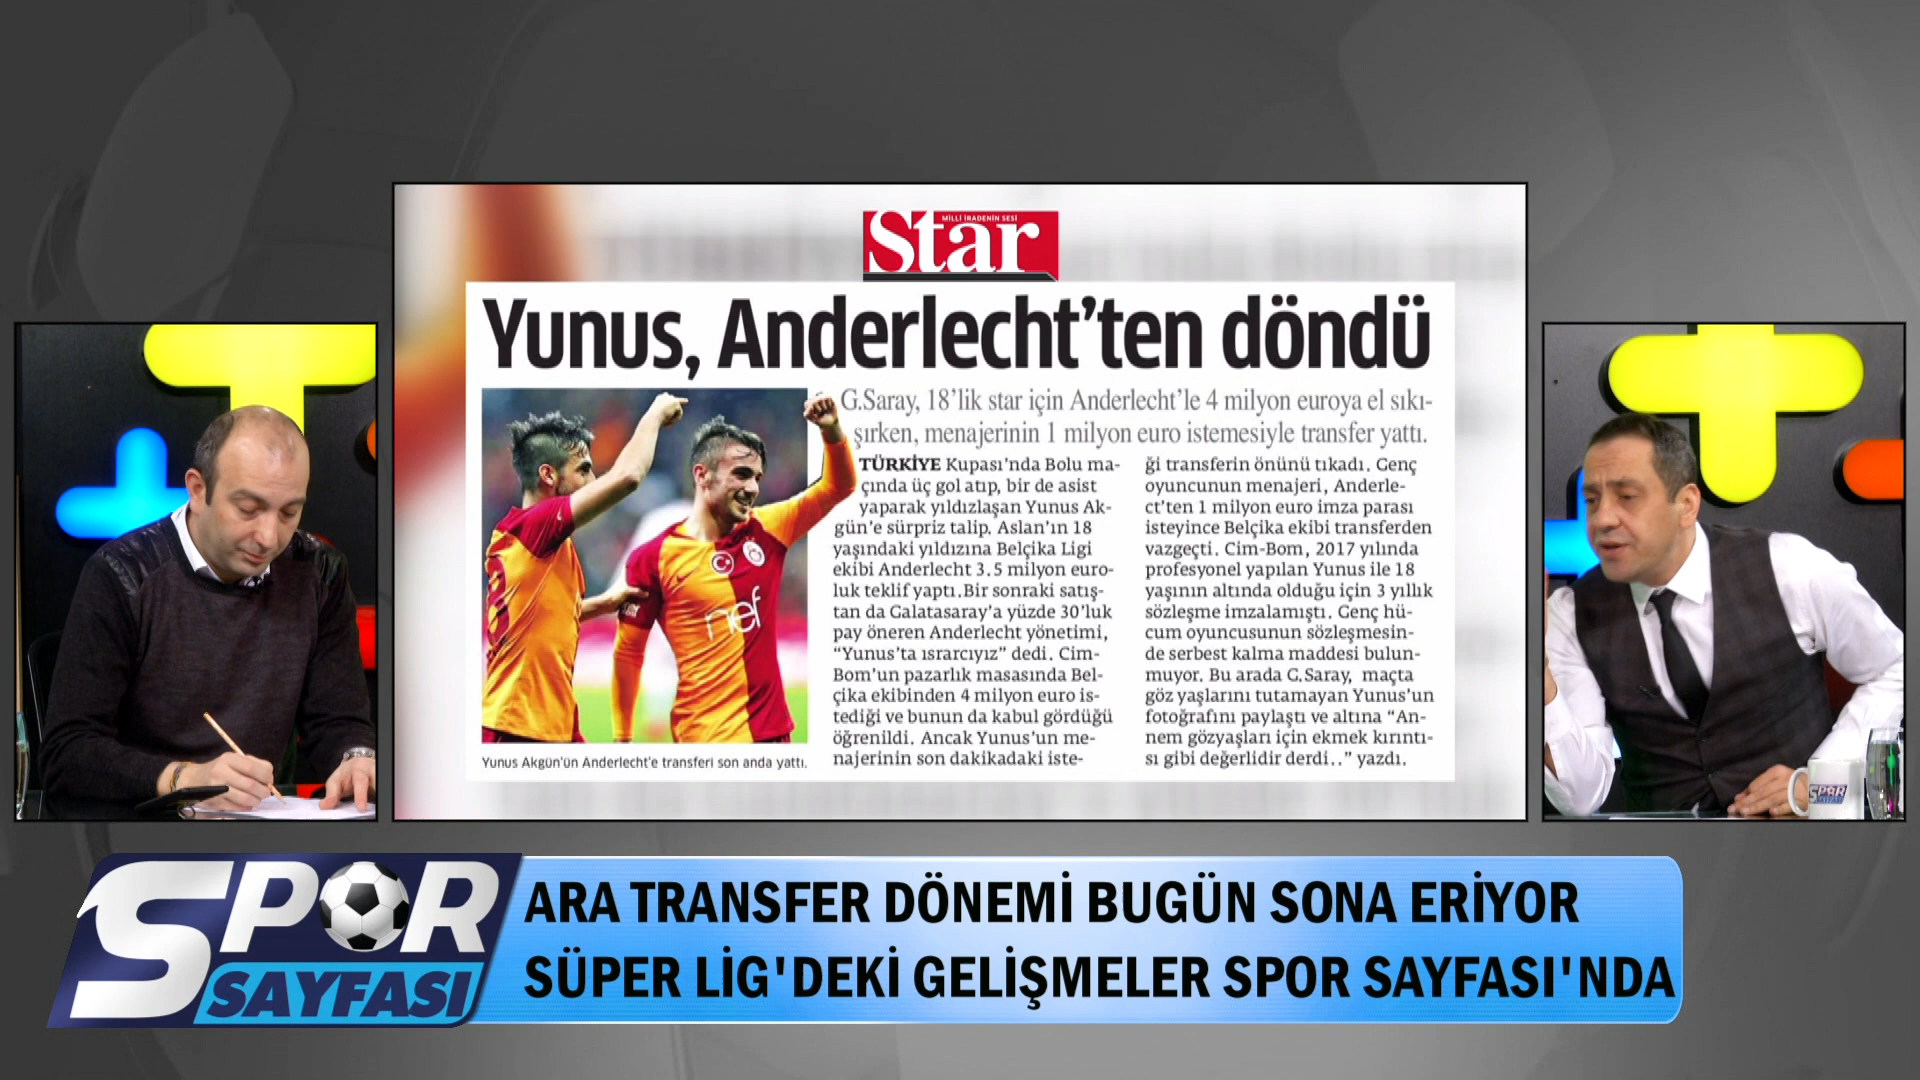 MİLLİ İRADENİN SESİ
Star
Yunus, Anderlecht'ten döndü
G.Saray, 18'lik star için Anderlecht'le 4 milyon euroya el sıkı-
şırken, menajerinin 1 milyon euro istemesiyle transfer yattı.
TÜRKİYE Kupası'nda Bolu ma-
çında üç gol atıp, bir de asist
yaparak yıldızlaşan Yunus Ak-
gün'e sürpriz talip. Aslan'ın 18
yaşındaki yıldızına Belçika Ligi
ekibi Anderlecht 3.5 milyon euro-
luk teklif yaptı.Bir sonraki satış-
tan da Galatasaray'a yüzde 30'luk
pay öneren Anderlecht yönetimi,
“Yunus'ta ısrarcıyız” dedi. Cim-
Bom'un pazarlık masasında Bel-
çika ekibinden 4 milyon euro is-
tediği ve bunun da kabul gördüğü
öğrenildi. Ancak Yunus'un me-
najerinin son dakikadaki iste-
ği transferin önünü tıkadı. Genç
oyuncunun menajeri, Anderle-
ct'ten 1 milyon euro imza parası
isteyince Belçika ekibi transferden
vazgeçti. Cim-Bom, 2017 yılında
profesyonel yapılan Yunus ile 18
yaşının altında olduğu için 3 yıllık
sözleşme imzalamıştı. Genç hü-
cum oyuncusunun sözleşmesin-
de serbest kalma maddesi bulun-
muyor. Bu arada G.Saray, maçta
göz yaşlarını tutamayan Yunus'un
fotoğrafını paylaştı ve altına “An-
nem gözyaşları için ekmek kırıntı-
sı gibi değerlidir derdi..” yazdı.
nef
Yunus Akgün'ün Anderlecht'e transferi son anda yattı.
SPOR
SAYFASI
SPOR
SAYFASI
ARA TRANSFER DÖNEMİ BUGÜN SONA ERİYOR
SÜPER LİG'DEKİ GELİŞMELER SPOR SAYFASI'NDA